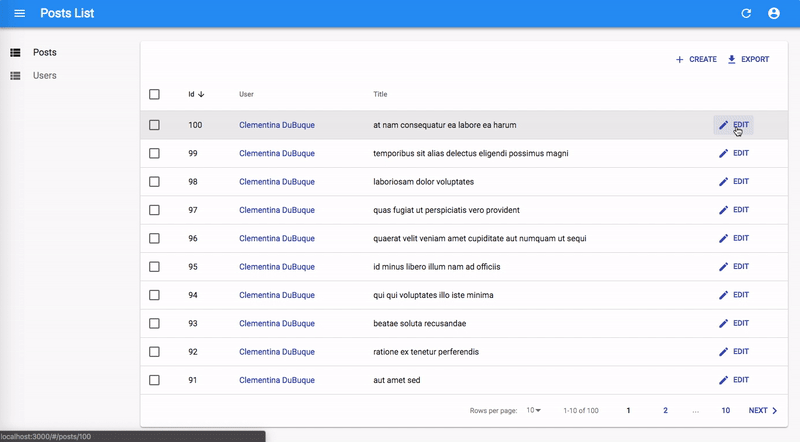 Posts List
Posts
Users
CREATE EXPORT
Id User Title
100 Clementina DuBuque at nam consequatur ea labore ea harum EDIT
99 Clementina DuBuque temporibus sit alias delectus eligendi possimus magni EDIT
98 Clementina DuBuque laboriosam dolor voluptates EDIT
97 Clementina DuBuque quas fugiat ut perspiciatis vero provident EDIT
96 Clementina DuBuque quaerat velit veniam amet cupiditate aut numquam ut sequi EDIT
95 Clementina DuBuque id minus libero illum nam ad officiis EDIT
94 Clementina DuBuque qui qui voluptates illo iste minima EDIT
93 Clementina DuBuque beatae soluta recusandae EDIT
92 Clementina DuBuque ratione ex tenetur perferendis EDIT
91 Clementina DuBuque aut amet sed EDIT
Rows per page: 10 1-10 of 100 1 2 ... 10 NEXT
localhost:3000/#/posts/100